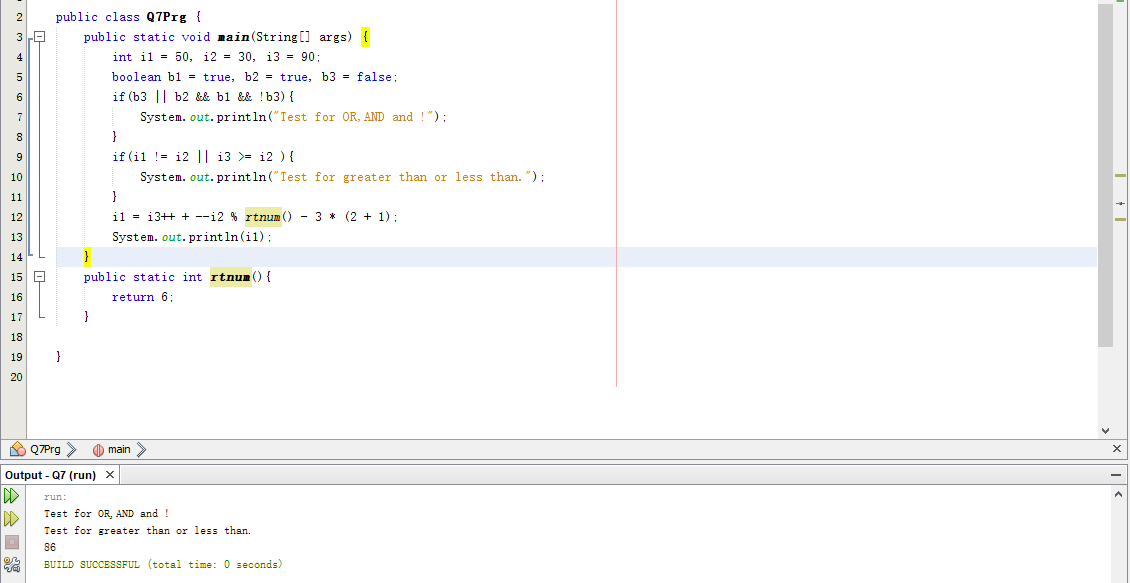 2 public class Q7Prg {
3 public static void main(String[] args) {
4 int i1 = 50, i2 = 30, i3 = 90;
5 boolean b1 = true, b2 = true, b3 = false;
6 if(b3 || b2 && b1 && !b3){
7 System.out.println("Test for OR,AND and !");
8 }
9 if(i1 != i2 || i3 >= i2 ){
10 System.out.println("Test for greater than or less than.");
11 }
12 i1 = i3++ + --i2 % rtnum() - 3 * (2 + 1);
13 System.out.println(i1);
14 }
15 public static int rtnum(){
16 return 6;
17 }
18
19 }
20
Q7Prg main
Output - Q7 (run)
run:
Test for OR,AND and !
Test for greater than or less than.
86
BUILD SUCCESSFUL (total time: 0 seconds)